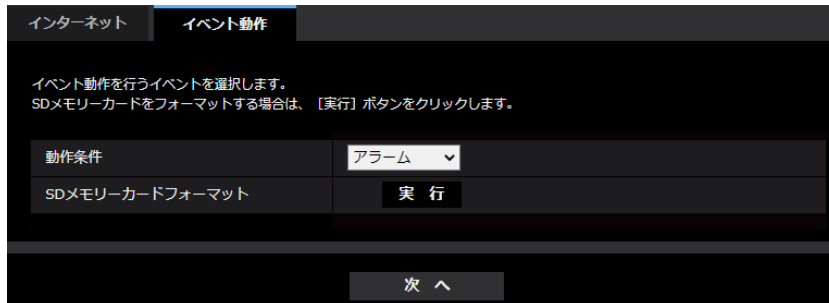 インターネット イベント動作
イベント動作を行うイベントを選択します。
SDメモリーカードをフォーマットする場合は、［実行］ボタンをクリックします。
動作条件 アラーム
SDメモリーカードフォーマット 実 行
次 へ